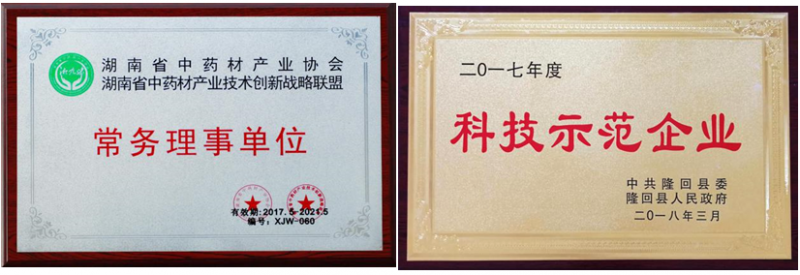 湖南省中药材产业协会
湖南省中药材产业技术创新战略联盟
常务理事单位
有效期:2017.5-2021.5
编号:XJW-060
二〇一七年度
科技示范企业
中共隆回县委
隆回县人民政府
二〇一八年三月